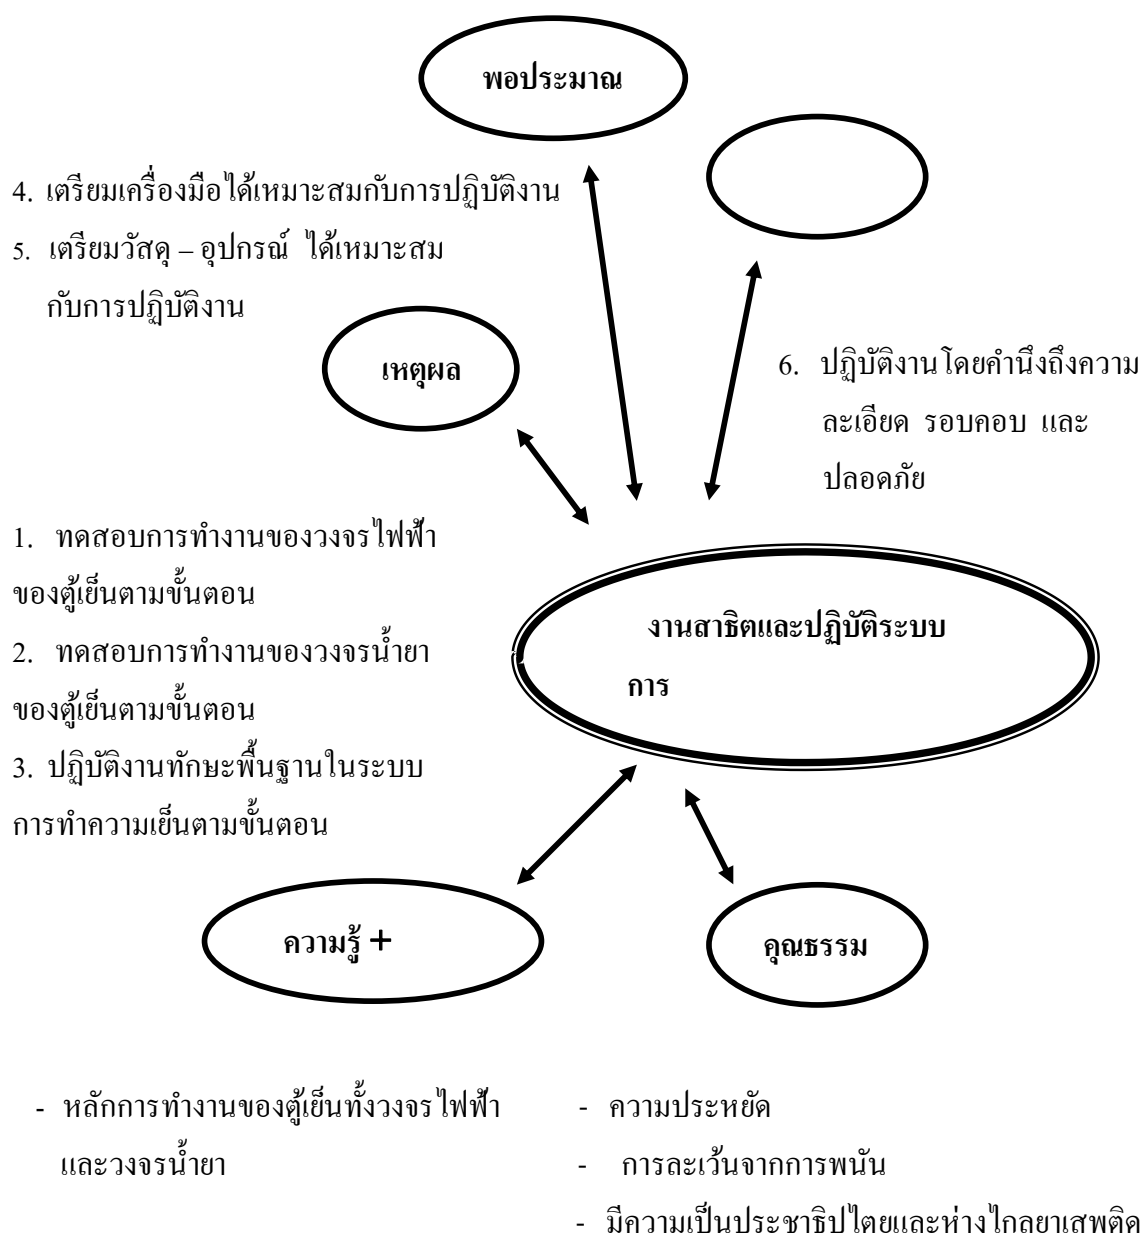 พอประมาณ
4. เตรียมเครื่องมือได้เหมาะสมกับการปฏิบัติงาน
5. เตรียมวัสดุ – อุปกรณ์ ได้เหมาะสม
กับการปฏิบัติงาน
เหตุผล
6. ปฏิบัติงานโดยคำนึงถึงความ
ละเอียด รอบคอบ และ
ปลอดภัย
1. ทดสอบการทำงานของวงจรไฟฟ้า
ของตู้เย็นตามขั้นตอน
2. ทดสอบการทำงานของวงจรน้ำยา
ของตู้เย็นตามขั้นตอน
3. ปฏิบัติงานทักษะพื้นฐานในระบบ
การทำความเย็นตามขั้นตอน
งานสาธิตและปฏิบัติระบบ
การ
ความรู้ +
คุณธรรม
- หลักการทำงานของตู้เย็นทั้งวงจรไฟฟ้า
และวงจรน้ำยา
- ความประหยัด
- การละเว้นจากการพนัน
- มีความเป็นประชาธิปไตยและห่างไกลยาเสพติด